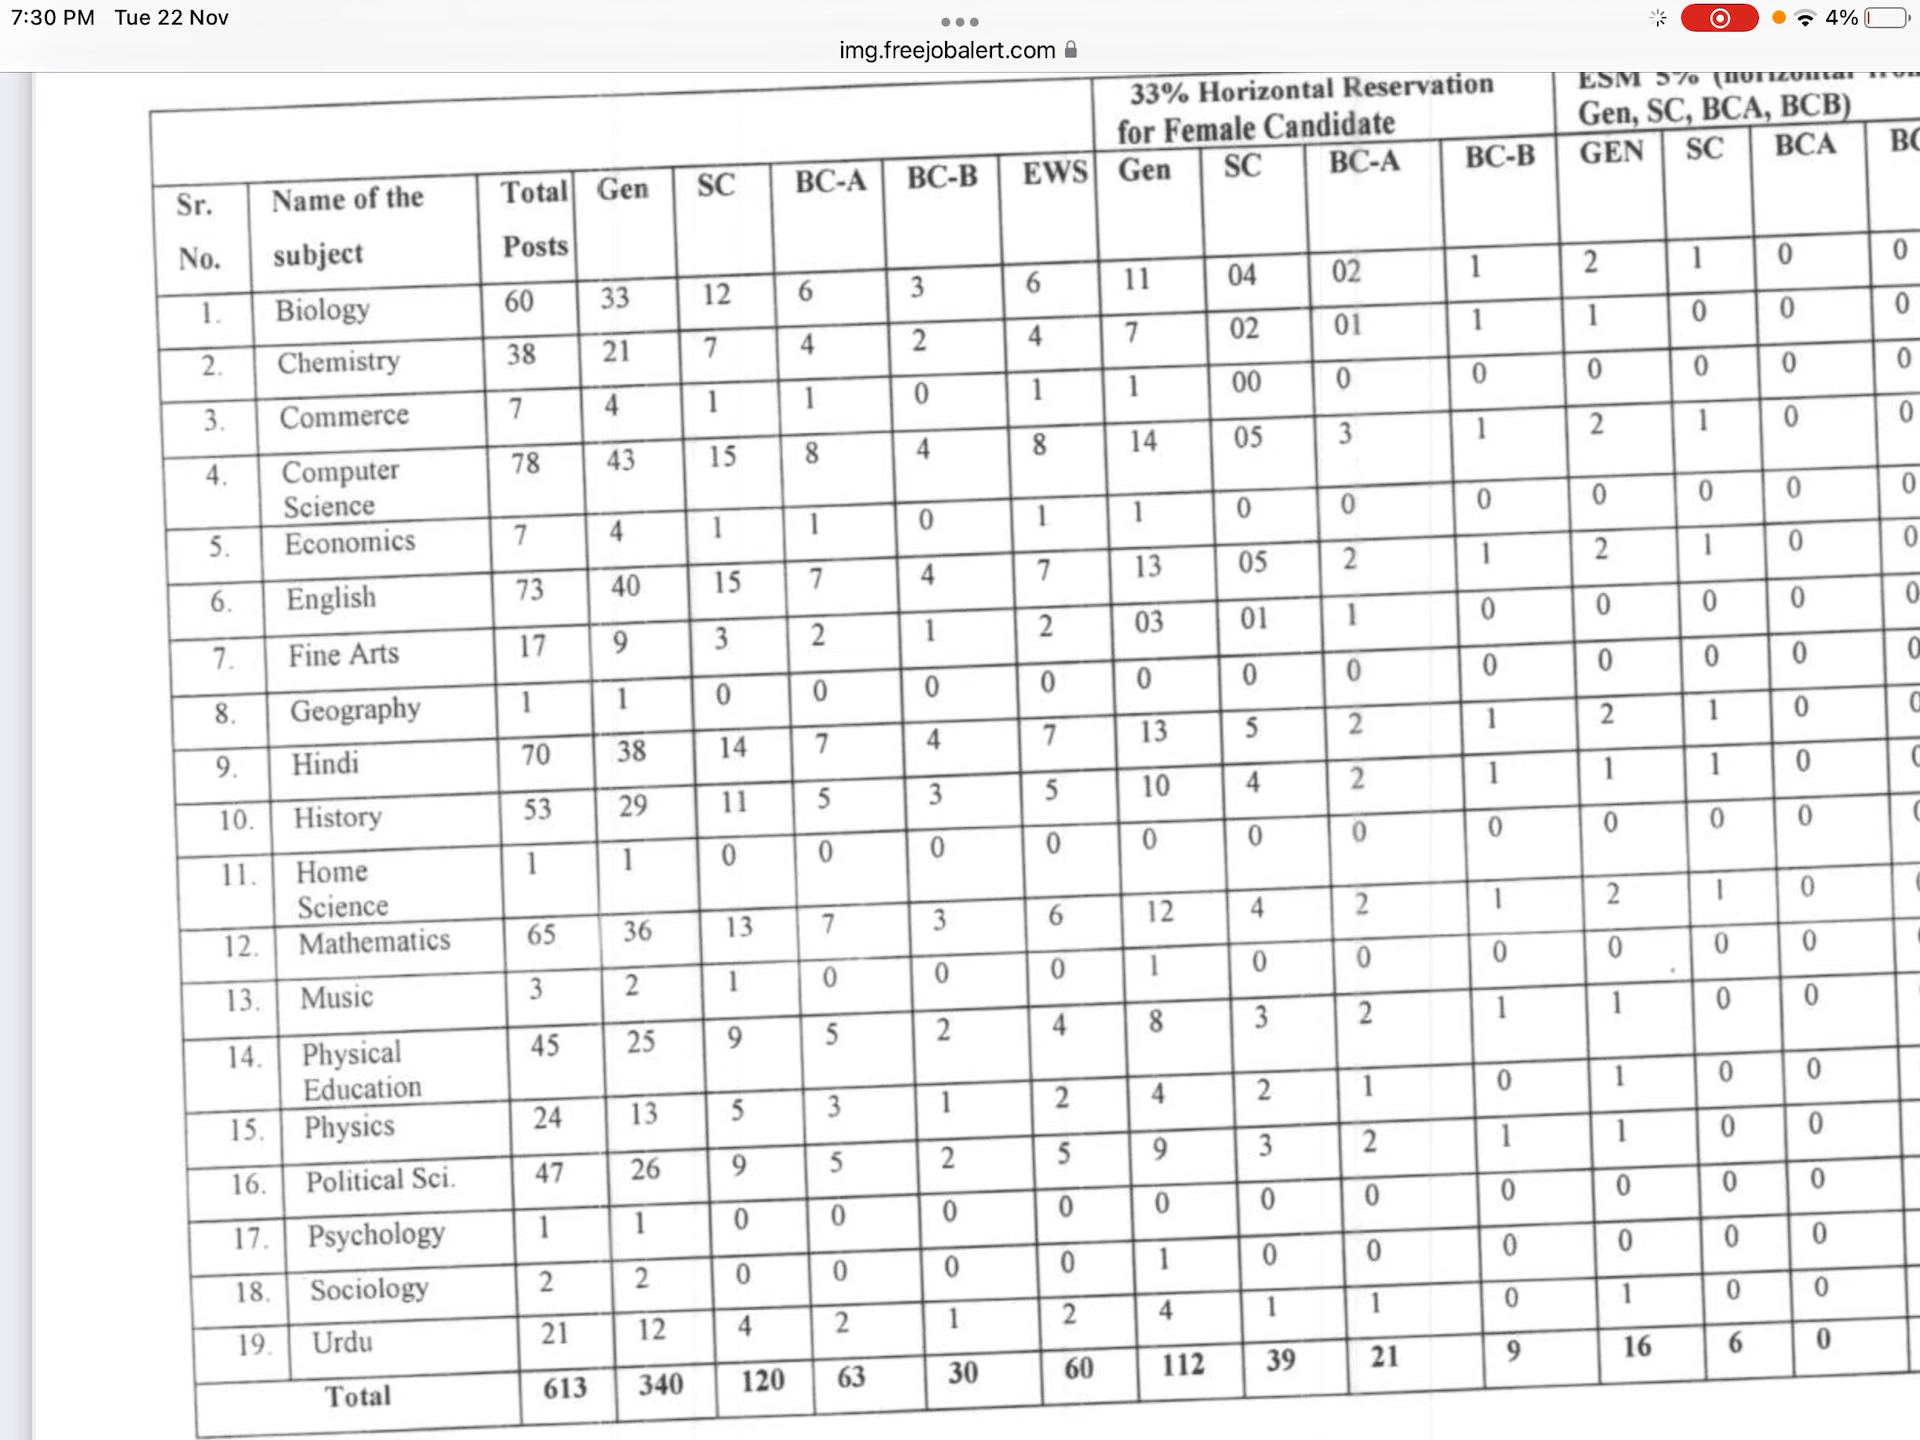 7:30 PM Tue 22 Nov
4%
img.freejobalert.com
33% Horizontal Reservation for Female Candidate
ESM 5% (horizontal
Gen, SC, BCA, BCB)
Sr. No. Name of the subject Total Posts Gen SC BC-A BC-B EWS Gen SC BC-A BC-B GEN SC BCA
1. Biology 60 33 12 6 3 6 11 04 02 1 2 1 0 0
2. Chemistry 38 21 7 4 2 4 7 02 01 1 1 0 0 0
3. Commerce 7 4 1 1 0 1 1 00 0 0 0 0 0 0
4. Computer Science 78 43 15 8 4 8 14 05 3 1 2 1 0 0
5. Economics 7 4 1 1 0 1 1 0 0 0 0 0 0 0
6. English 73 40 15 7 4 7 13 05 2 1 2 1 0 0
7. Fine Arts 17 9 3 2 1 2 03 01 1 0 0 0 0 0
8. Geography 1 1 0 0 0 0 0 0 0 0 0 0 0 0
9. Hindi 70 38 14 7 4 7 13 5 2 1 2 1 0
10. History 53 29 11 5 3 5 10 4 2 1 1 1 0
11. Home Science 1 1 0 0 0 0 0 0 0 0 0 0 0
12. Mathematics 65 36 13 7 3 6 12 4 2 1 2 1 0
13. Music 3 2 1 0 0 0 1 0 0 0 0 0 0
14. Physical Education 45 25 9 5 2 4 8 3 2 1 1 0 0
15. Physics 24 13 5 3 1 2 4 2 1 0 1 0 0
16. Political Sci. 47 26 9 5 2 5 9 3 2 1 1 0 0
17. Psychology 1 1 0 0 0 0 0 0 0 0 0 0 0
18. Sociology 2 2 0 0 0 0 1 0 0 0 0 0 0
19. Urdu 21 12 4 2 1 2 4 1 1 0 1 0 0
Total 613 340 120 63 30 60 112 39 21 9 16 6 0